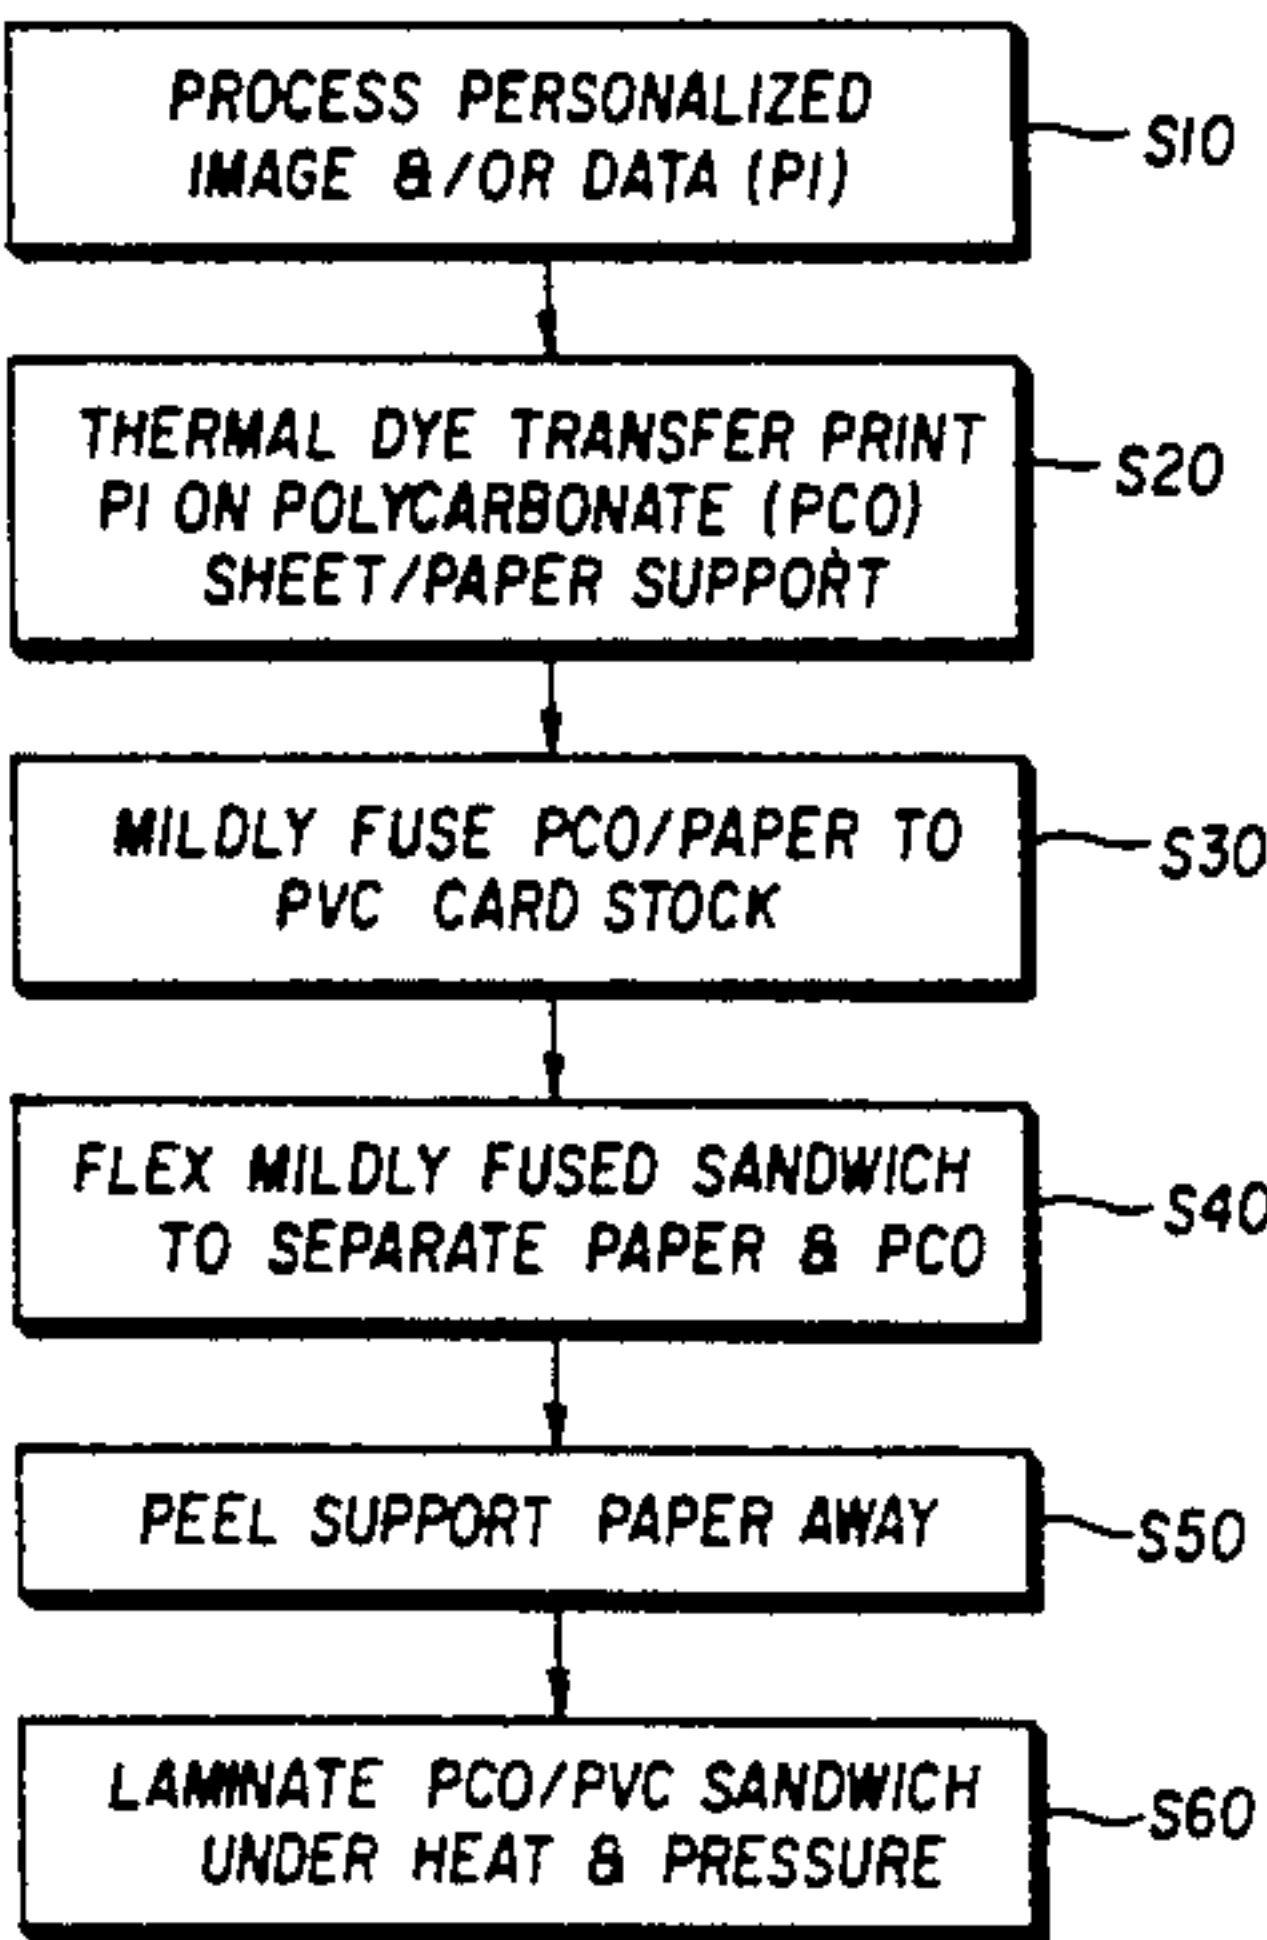 PROCESS PERSONALIZED
IMAGE &/OR DATA (PI)
S10
THERMAL DYE TRANSFER PRINT
PI ON POLYCARBONATE (PCO)
SHEET/PAPER SUPPORT
S20
MILDLY FUSE PCO/PAPER TO
PVC CARD STOCK
S30
FLEX MILDLY FUSED SANDWICH
TO SEPARATE PAPER & PCO
S40
PEEL SUPPORT PAPER AWAY
S50
LAMINATE PCO/PVC SANDWICH
UNDER HEAT & PRESSURE
S60